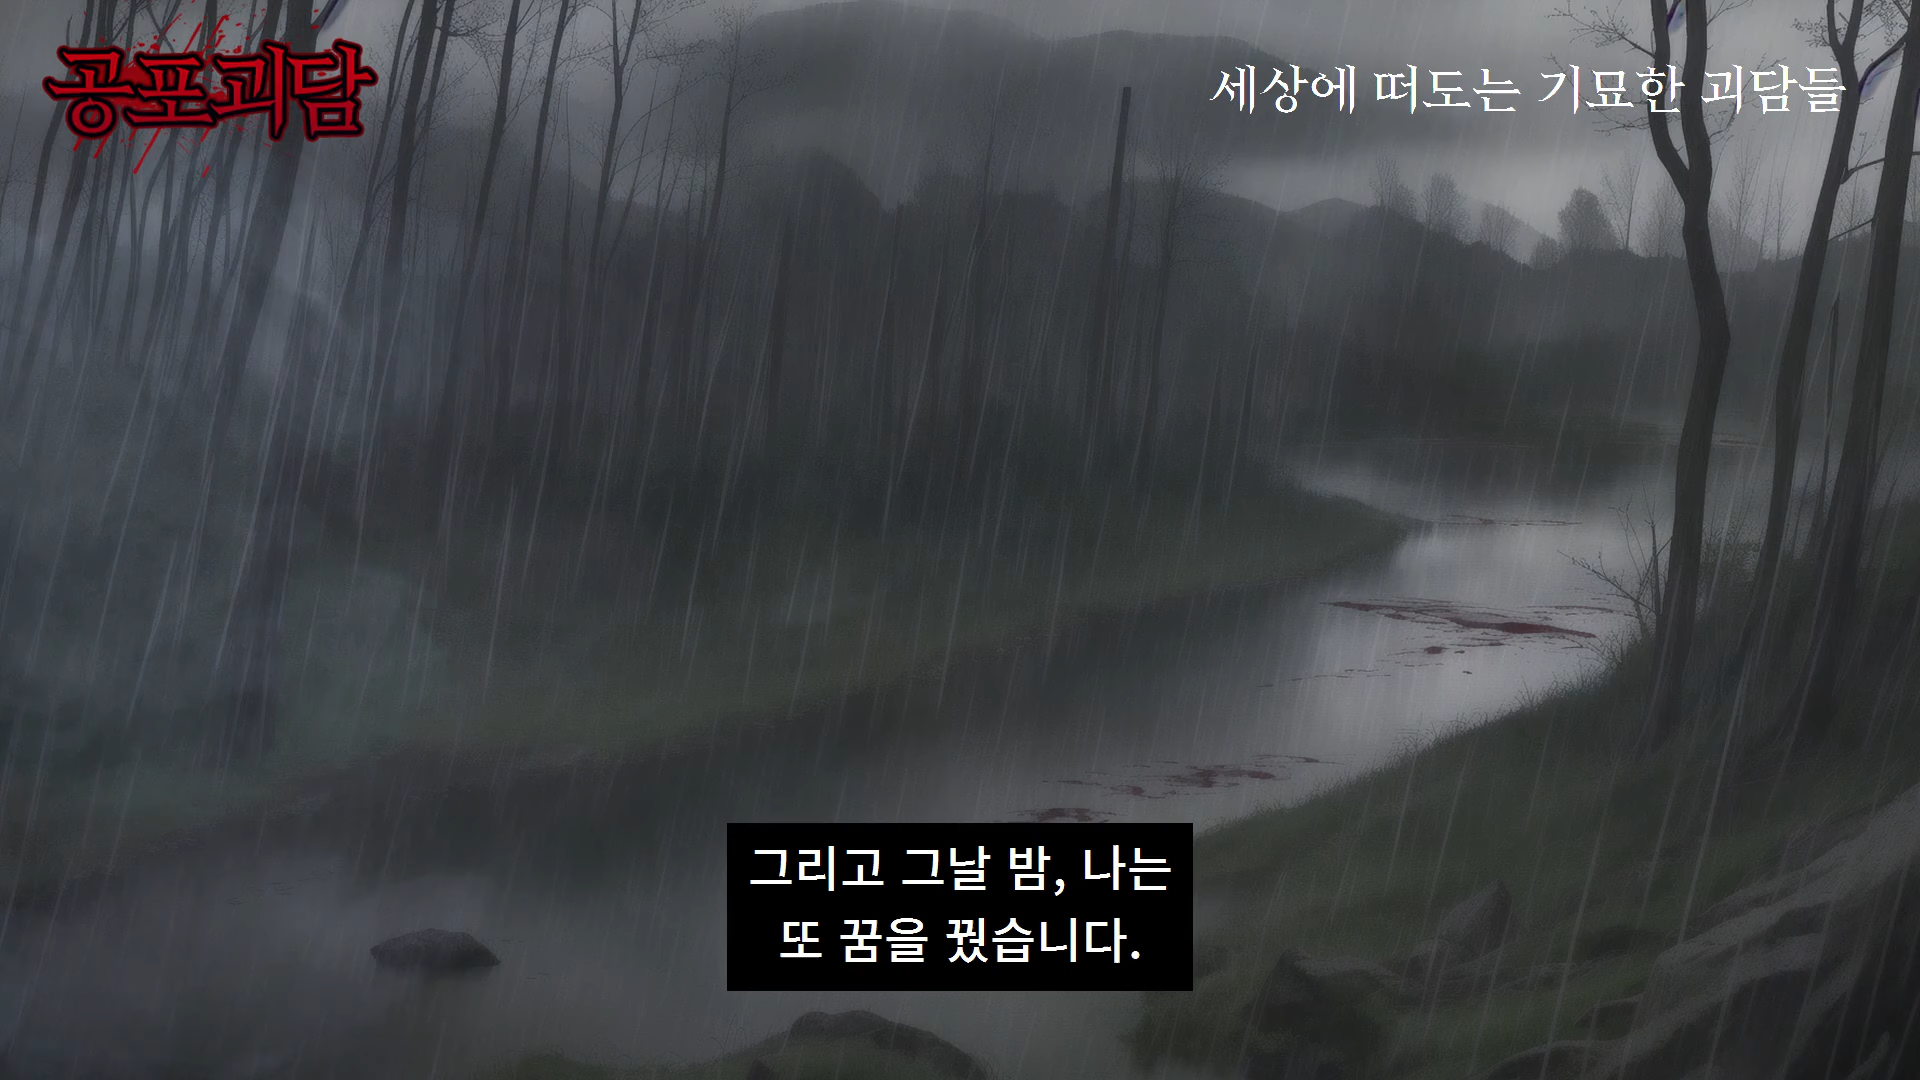 공포괴담
세상에 떠도는 기묘한 괴담들
그리고 그날 밤, 나는
또 꿈을 꿨습니다.